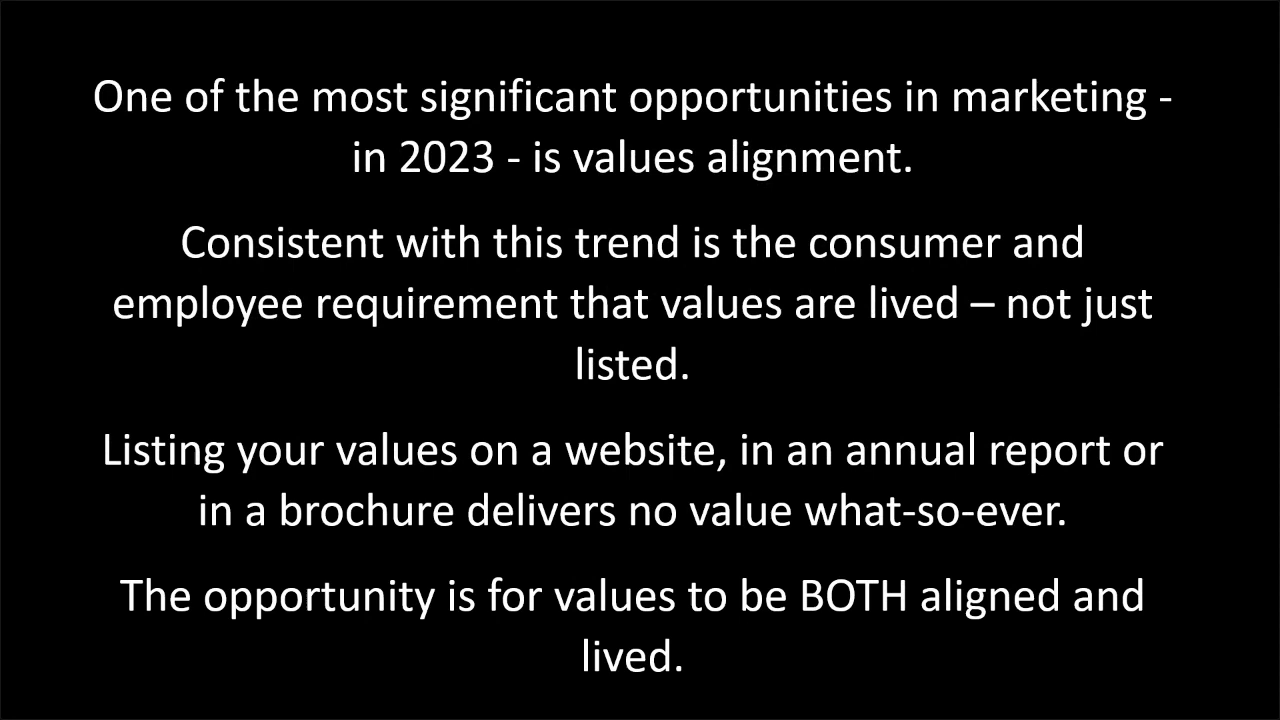 One of the most significant opportunities in marketing -
in 2023 - is values alignment.
Consistent with this trend is the consumer and
employee requirement that values are lived – not just
listed.
Listing your values on a website, in an annual report or
in a brochure delivers no value what-so-ever.
The opportunity is for values to be BOTH aligned and
lived.